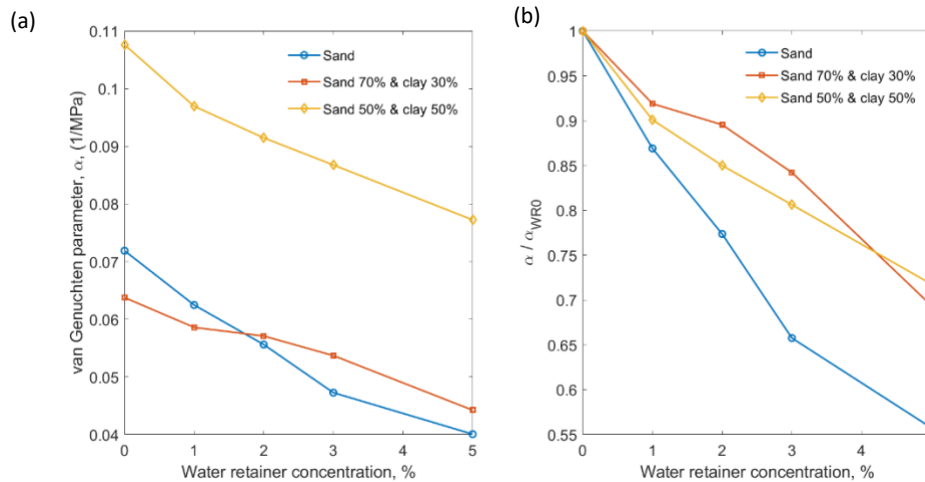 (a)
0.11
0.1
0.09
0.08
0.07
0.06
0.05
0.04
van Genuchten parameter, α, (1/MPa)
Sand
Sand 70% & clay 30%
Sand 50% & clay 50%
0 1 2 3 4 5
Water retainer concentration, %
(b)
1
0.95
0.9
0.85
0.8
0.75
0.7
0.65
0.6
0.55
α / αWR0
Sand
Sand 70% & clay 30%
Sand 50% & clay 50%
0 1 2 3 4
Water retainer concentration, %